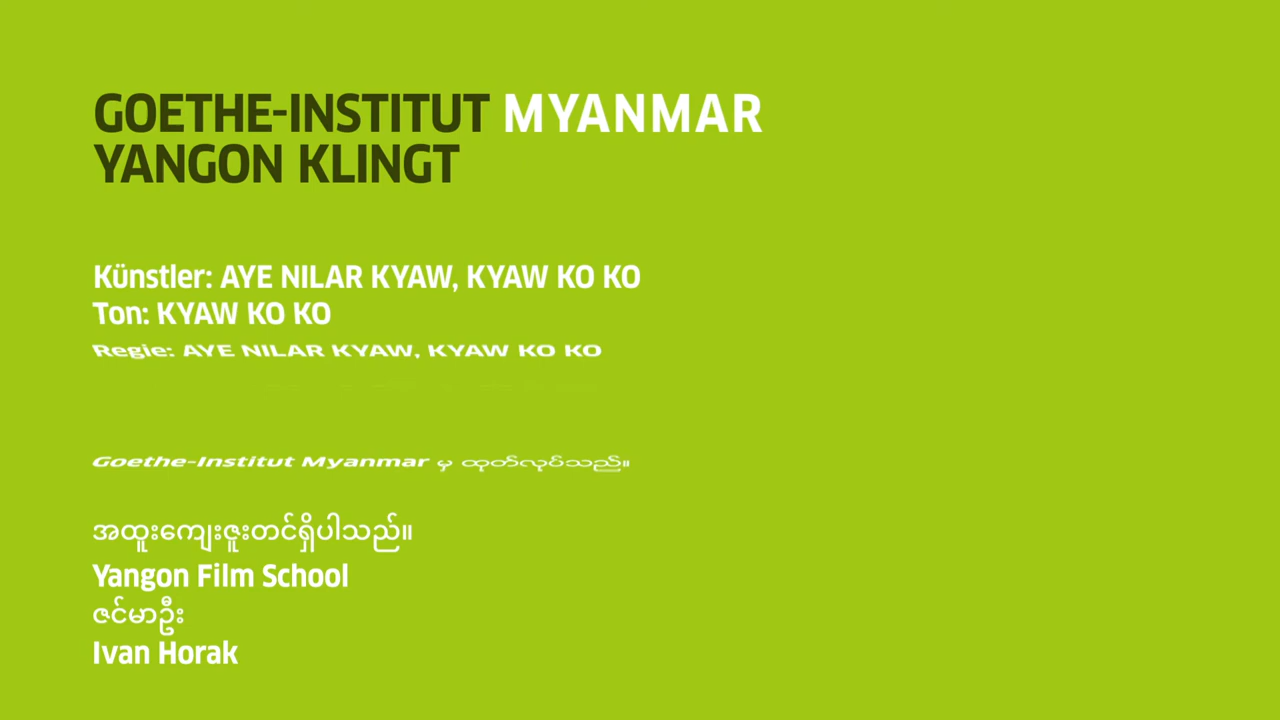 GOETHE-INSTITUT MYANMAR
YANGON KLINGT
Künstler: AYE NILAR KYAW, KYAW KO KO
Ton: KYAW KO KO
Regie: AYE NILAR KYAW, KYAW KO KO
Goethe-Institut Myanmar မှ ထုတ်လုပ်သည်။
အထူးကျေးဇူးတင်ရှိပါသည်။
Yangon Film School
ဇင်မာဦး
Ivan Horak